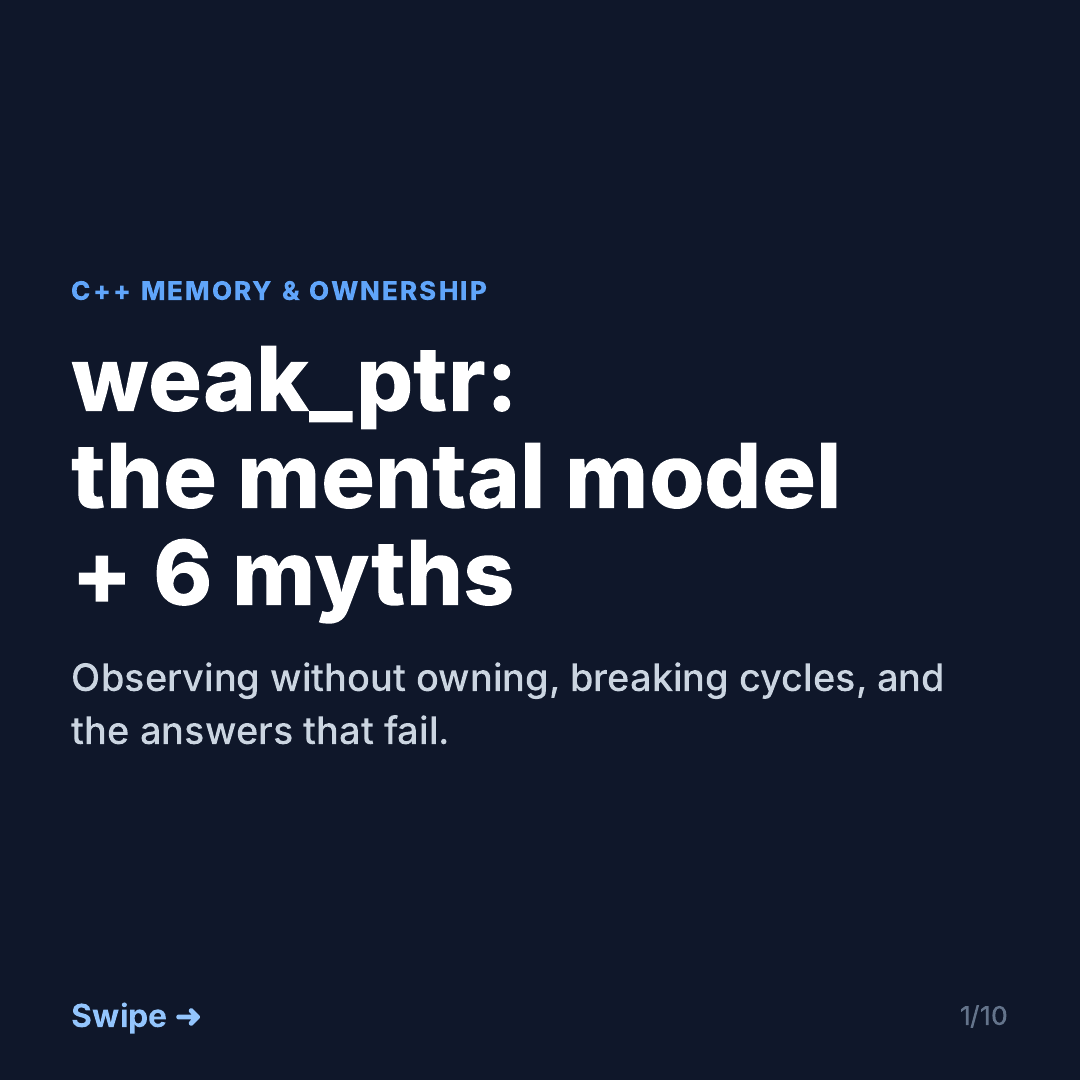 C++ MEMORY & OWNERSHIP
weak_ptr:
the mental model
+ 6 myths
Observing without owning, breaking cycles, and
the answers that fail.
Swipe ➜
1/10